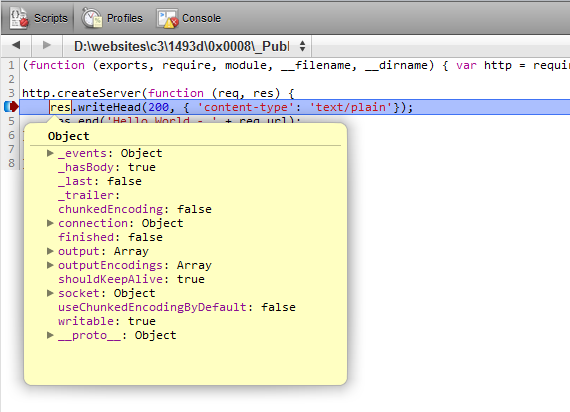 Scripts Profiles Console
D:\websites\c3\1493d\0x0008\_Publ
1 (function (exports, require, module, __filename, __dirname) { var http = requir
2
3 http.createServer(function (req, res) {
res.writeHead(200, { 'content-type': 'text/plain'});
5 res.end('Hello World - ' + req.url);
6
7
8
Object
_events: Object
_hasBody: true
_last: false
_trailer:
chunkedEncoding: false
connection: Object
finished: false
output: Array
outputEncodings: Array
shouldKeepAlive: true
socket: Object
useChunkedEncodingByDefault: false
writable: true
__proto__: Object